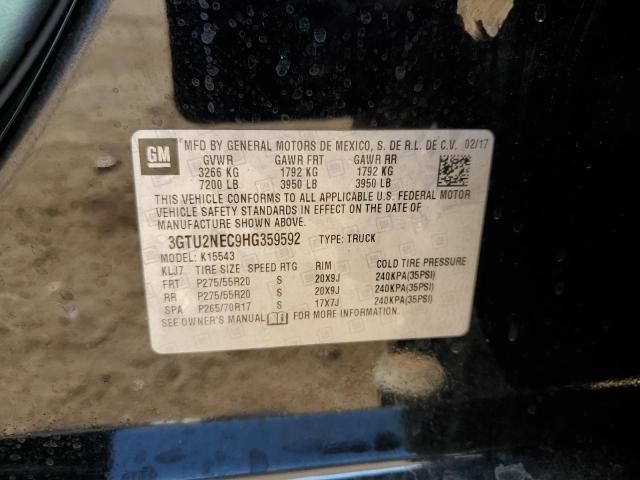 GM
MFD BY GENERAL MOTORS DE MEXICO, S. DE R.L. DE C.V. 02/17
GVWR GAWR FRT GAWR RR
3266 KG 1792 KG 1792 KG
7200 LB 3950 LB 3950 LB
THIS VEHICLE CONFORMS TO ALL APPLICABLE U.S. FEDERAL MOTOR
VEHICLE SAFETY STANDARDS IN EFFECT ON THE DATE OF
MANUFACTURE SHOWN ABOVE.
3GTU2NEC9HG359592 TYPE: TRUCK
MODEL: K15543
KLJ7 TIRE SIZE SPEED RTG RIM COLD TIRE PRESSURE
FRT P275/55R20 S 20X9J 240KPA(35PSI)
RR P275/55R20 S 20X9J 240KPA(35PSI)
SPA P265/70R17 S 17X7J 240KPA(35PSI)
SEE OWNER'S MANUAL